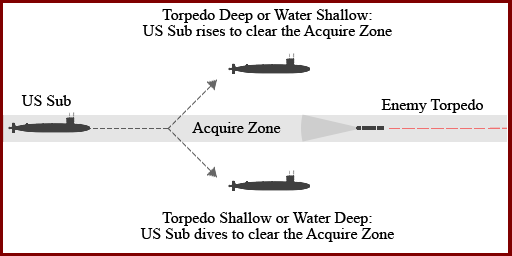 Torpedo Deep or Water Shallow:
US Sub rises to clear the Acquire Zone
US Sub
Enemy Torpedo
Acquire Zone
Torpedo Shallow or Water Deep:
US Sub dives to clear the Acquire Zone